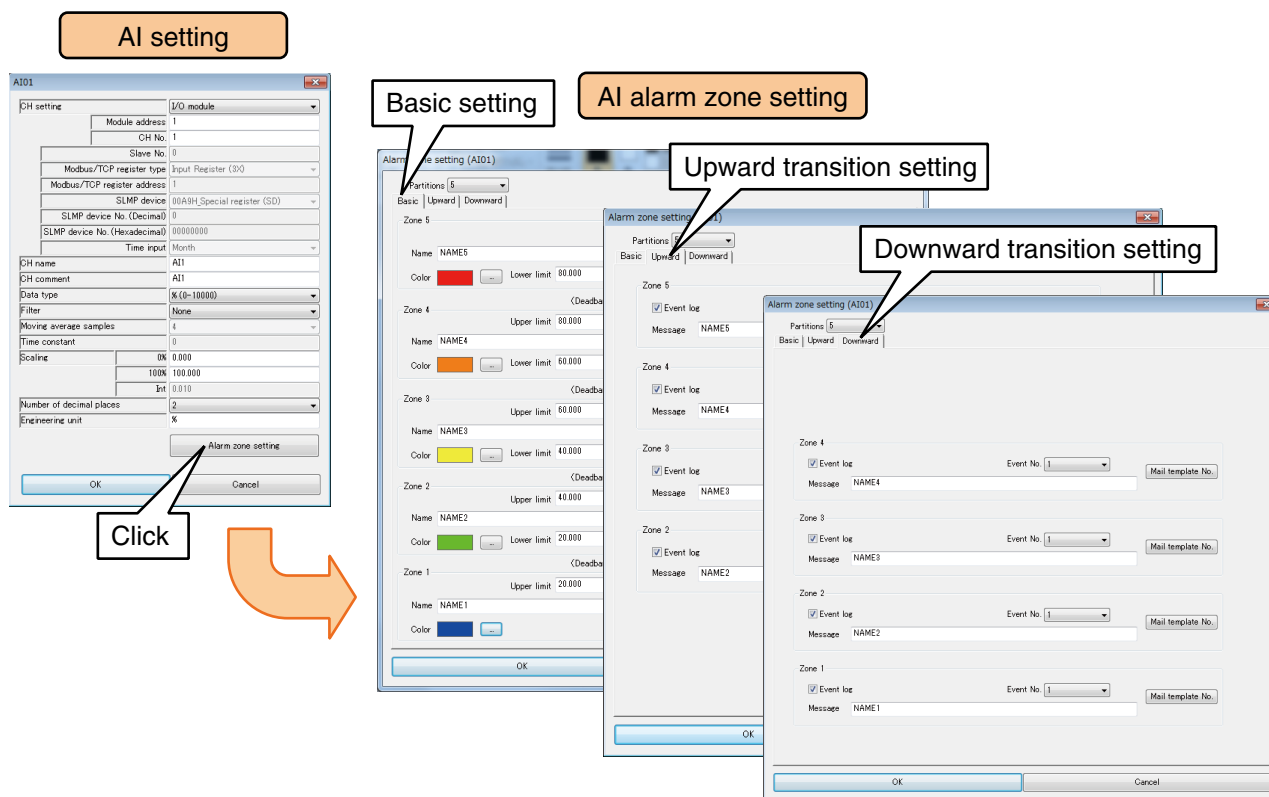 AI setting
AI01
CH setting I/O module
Module address 1
CH No. 1
Slave No. 0
Modbus/TCP register type Input Register (3X)
Modbus/TCP register address 1
SLMP device 00A9H_Special register (SD)
SLMP device No. (Decimal) 0
SLMP device No. (Hexadecimal) 00000000
Time input Month
CH name AI1
CH comment AI1
Data type % (0-10000)
Filter None
Moving average samples 4
Time constant 0
Scaling 0% 0.000
100% 100.000
Int 0.010
Number of decimal places 2
Engineering unit %
Alarm zone setting
OK Cancel
Click
AI alarm zone setting
Basic setting
Alarm zone setting (AI01)
Partitions 5
Basic Upward Downward
Zone 5
Name NAME5
Color ... Lower limit 80.000
(Deadba
Zone 4
Upper limit 80.000
Name NAME4
Color ... Lower limit 60.000
(Deadba
Zone 3
Upper limit 60.000
Name NAME3
Color ... Lower limit 40.000
(Deadba
Zone 2
Upper limit 40.000
Name NAME2
Color ... Lower limit 20.000
(Deadba
Zone 1
Upper limit 20.000
Name NAME1
Color ...
OK
Upward transition setting
Alarm zone setting 01)
Partitions 5
Basic Upward Downward
Zone 5
Event log
Message NAME5
Zone 4
Event log
Message NAME4
Zone 3
Event log
Message NAME3
Zone 2
Event log
Message NAME2
OK
Downward transition setting
Alarm zone setting (AI01)
Partitions 5
Basic Upward Downward
Zone 4
Event log Event No. 1 Mail template No.
Message NAME4
Zone 3
Event log Event No. 1 Mail template No.
Message NAME3
Zone 2
Event log Event No. 1 Mail template No.
Message NAME2
Zone 1
Event log Event No. 1 Mail template No.
Message NAME1
OK Cancel